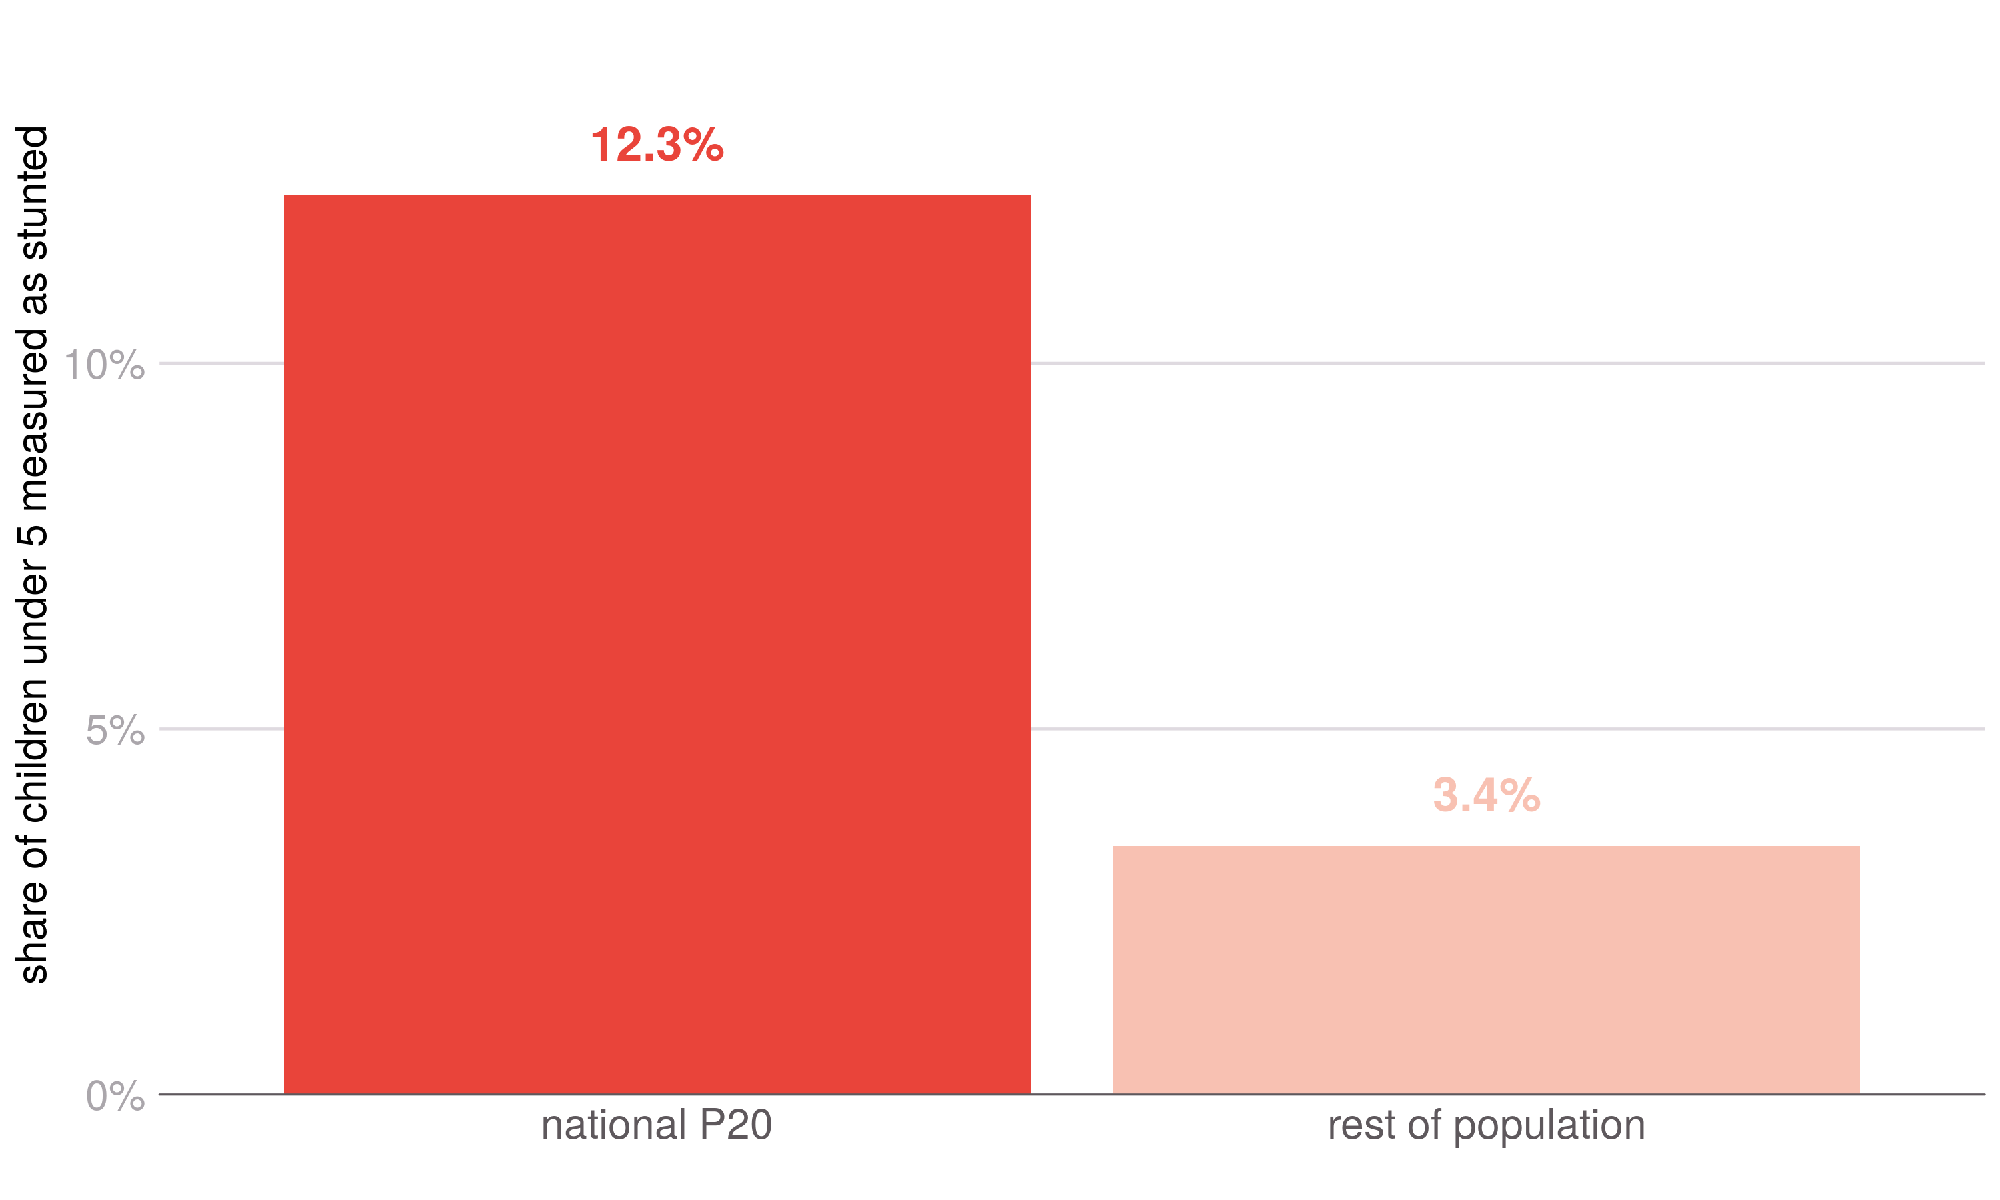 share of children under 5 measured as stunted
12.3%
10%
5%
3.4%
0%
national P20
rest of population